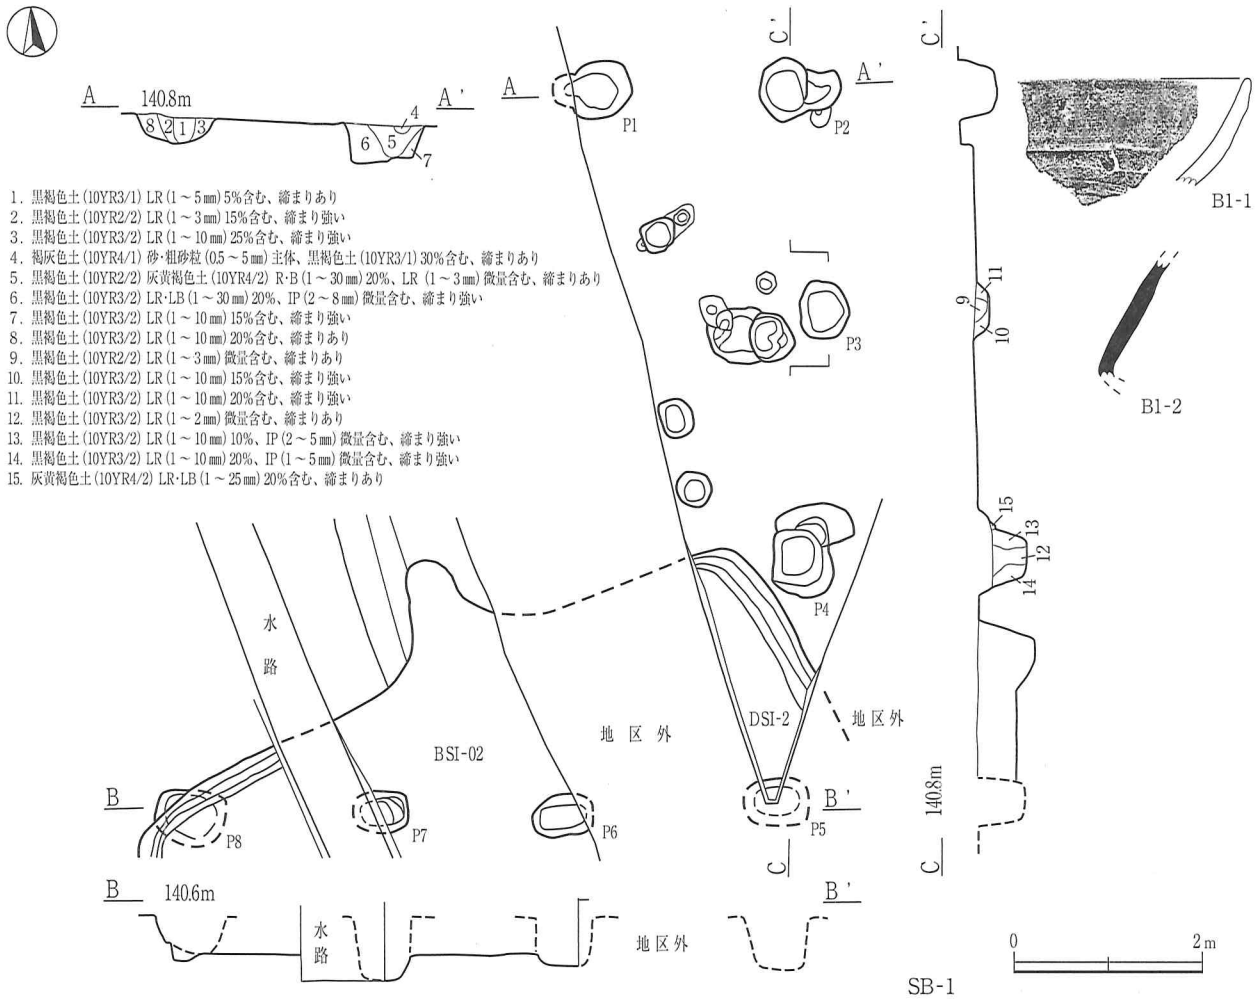 A 140.8m A'
8 2 1 3
6 5
4
7
1. 黒褐色土(10YR3/1) LR(1～5㎜)5%含む、締まりあり
2. 黒褐色土(10YR2/2) LR(1～3㎜)15%含む、締まり強い
3. 黒褐色土(10YR3/2) LR(1～10㎜)25%含む、締まり強い
4. 褐灰色土(10YR4/1) 砂・粗砂粒(0.5～5㎜)主体、黒褐色土(10YR3/1)30%含む、締まりあり
5. 黒褐色土(10YR2/2) 灰黄褐色土(10YR4/2) R・B(1～30㎜)20%、LR(1～3㎜)微量含む、締まりあり
6. 黒褐色土(10YR3/2) LR・LB(1～30㎜)20%、IP(2～8㎜)微量含む、締まり強い
7. 黒褐色土(10YR3/2) LR(1～10㎜)15%含む、締まり強い
8. 黒褐色土(10YR3/2) LR(1～10㎜)20%含む、締まりあり
9. 黒褐色土(10YR2/2) LR(1～3㎜)微量含む、締まりあり
10. 黒褐色土(10YR3/2) LR(1～10㎜)15%含む、締まり強い
11. 黒褐色土(10YR3/2) LR(1～10㎜)20%含む、締まり強い
12. 黒褐色土(10YR3/2) LR(1～2㎜)微量含む、締まりあり
13. 黒褐色土(10YR3/2) LR(1～10㎜)10%、IP(2～5㎜)微量含む、締まり強い
14. 黒褐色土(10YR3/2) LR(1～10㎜)20%、IP(1～5㎜)微量含む、締まり強い
15. 灰黄褐色土(10YR4/2) LR・LB(1～25㎜)20%含む、締まりあり
C'
A
A'
P1
P2
P3
P4
水路
BSI-02
地区外
DSI-2
地区外
B
B'
P8
P7
P6
P5
C
B 140.6m B'
水路
地区外
C'
11
9
10
15
13
12
14
140.8m
C
B1-1
B1-2
0 2m
SB-1